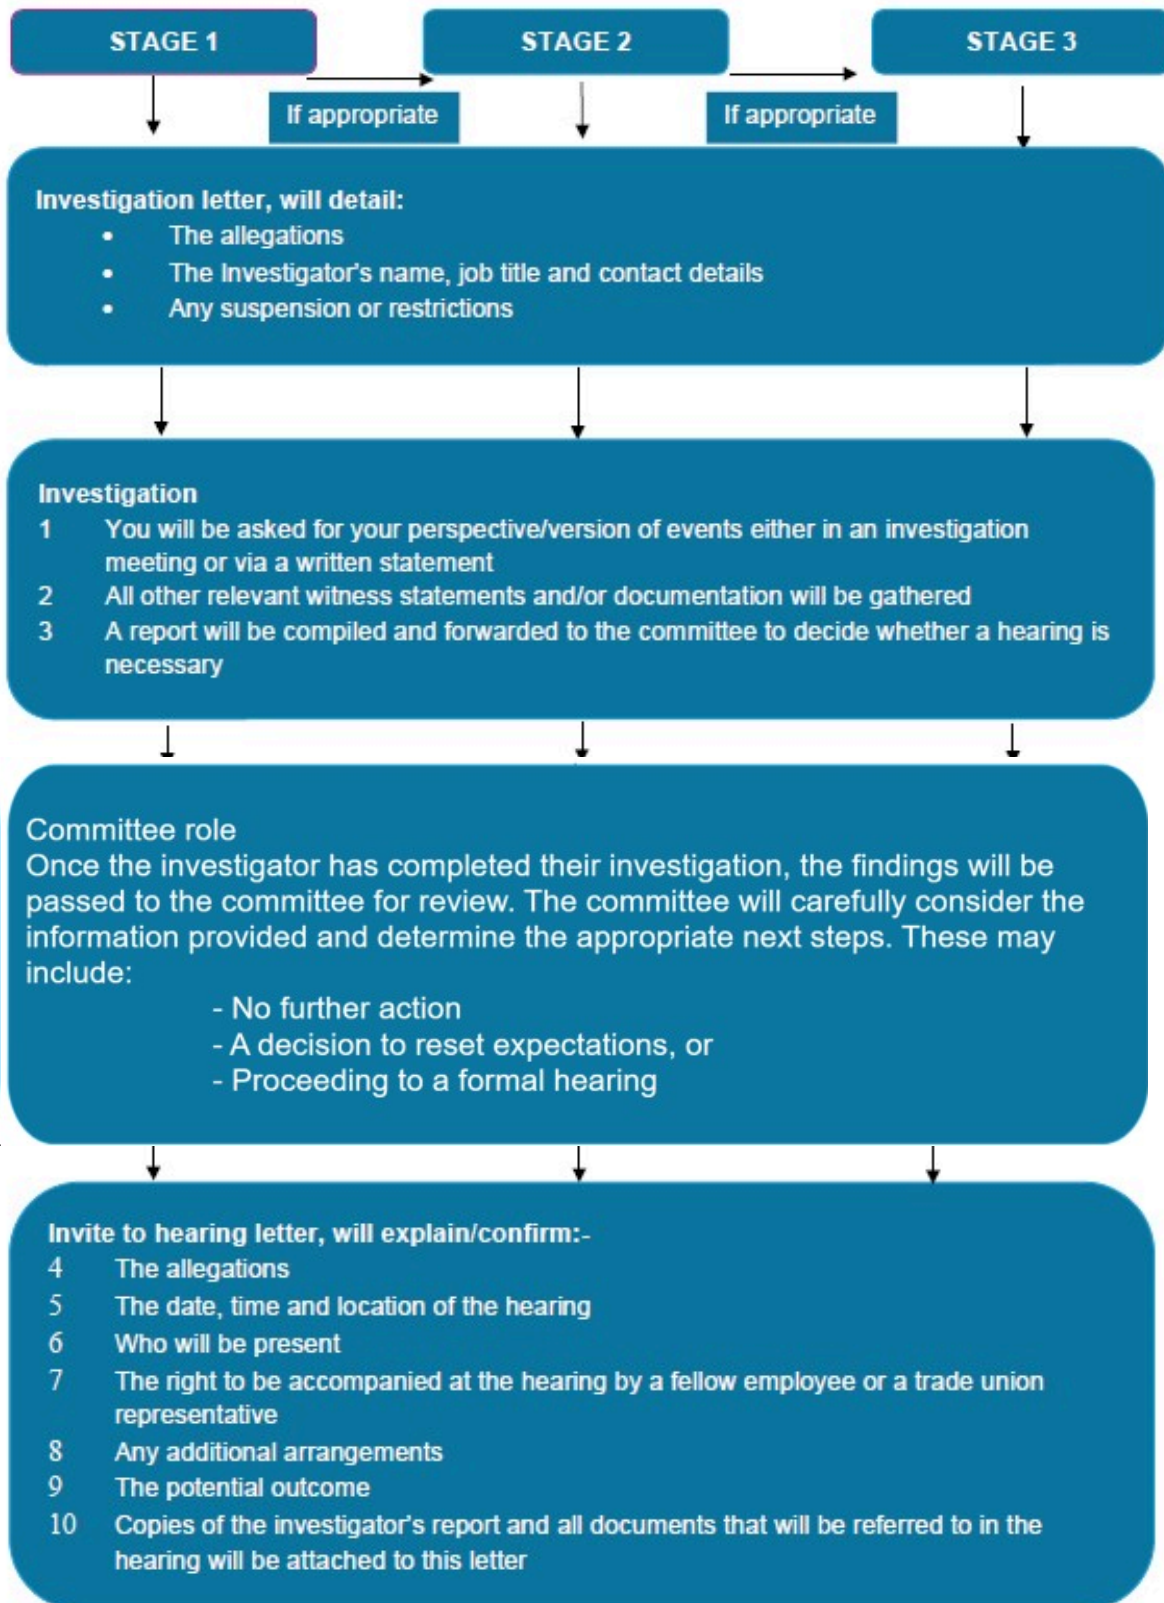 STAGE 1
STAGE 2
STAGE 3
If appropriate
If appropriate
Investigation letter, will detail:
• The allegations
• The Investigator's name, job title and contact details
• Any suspension or restrictions
Investigation
1 You will be asked for your perspective/version of events either in an investigation
meeting or via a written statement
2 All other relevant witness statements and/or documentation will be gathered
3 A report will be compiled and forwarded to the committee to decide whether a hearing is
necessary
Committee role
Once the investigator has completed their investigation, the findings will be
passed to the committee for review. The committee will carefully consider the
information provided and determine the appropriate next steps. These may
include:
- No further action
- A decision to reset expectations, or
- Proceeding to a formal hearing
Invite to hearing letter, will explain/confirm:-
4 The allegations
5 The date, time and location of the hearing
6 Who will be present
7 The right to be accompanied at the hearing by a fellow employee or a trade union
representative
8 Any additional arrangements
9 The potential outcome
10 Copies of the investigator's report and all documents that will be referred to in the
hearing will be attached to this letter